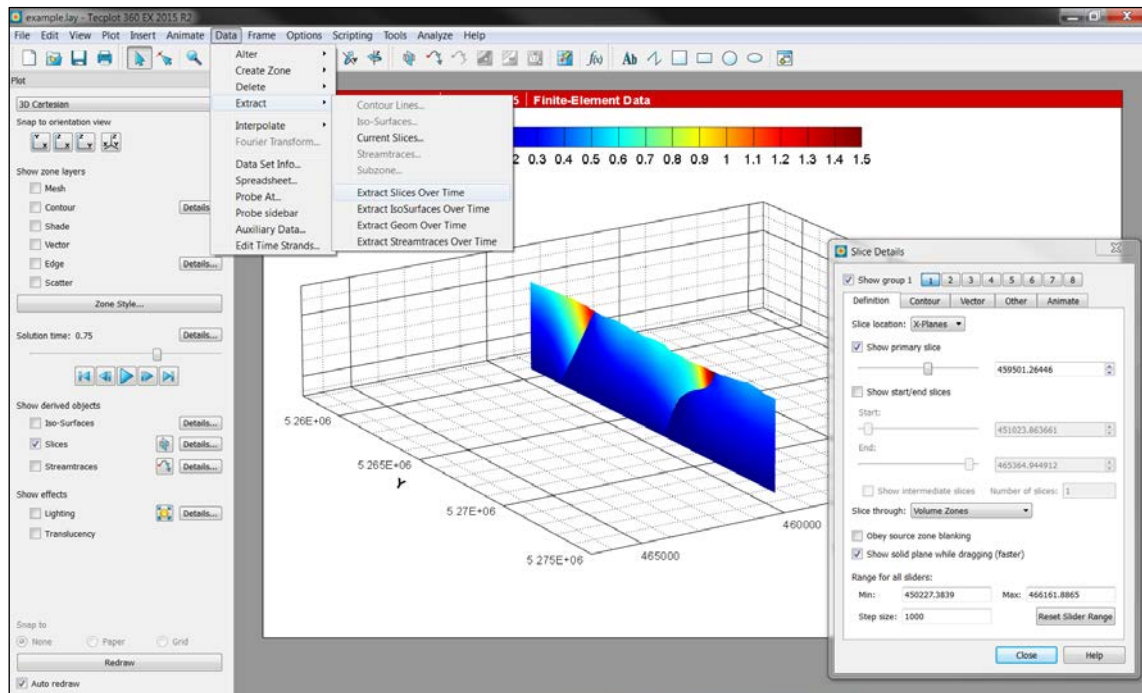 example.lay - Tecplot 360 EX 2015 R2
File Edit View Plot Insert Animate Data Frame Options Scripting Tools Analyze Help
Plot
3D Cartesian
Snap to orientation view
Show zone layers
Mesh
Contour Details
Shade
Vector
Edge Details...
Scatter
Zone Style...
Solution time: 0.75 Details...
Show derived objects
Iso-Surfaces Details...
Slices Details...
Streamtraces Details...
Show effects
Lighting Details...
Translucency
Snap to
None Paper Grid
Redraw
Auto redraw
Alter
Create Zone
Delete
Extract
Interpolate
Fourier Transform...
Data Set Info...
Spreadsheet...
Probe At...
Probe sidebar
Auxiliary Data...
Edit Time Strands...
Contour Lines...
Iso-Surfaces...
Current Slices...
Streamtraces...
Subzone...
Extract Slices Over Time
Extract IsoSurfaces Over Time
Extract Geom Over Time
Extract Streamtraces Over Time
f(x) Ab
Finite-Element Data
0.3 0.4 0.5 0.6 0.7 0.8 0.9 1 1.1 1.2 1.3 1.4 1.5
5.26E+06
5.265E+06
Y
5.27E+06
5.275E+06
465000
460000
Slice Details
Show group 1 1 2 3 4 5 6 7 8
Definition Contour Vector Other Animate
Slice location: X-Planes
Show primary slice
459501.26446
Show start/end slices
Start:
451023.863661
End:
465364.944912
Show intermediate slices Number of slices: 1
Slice through: Volume Zones
Obey source zone blanking
Show solid plane while dragging (faster)
Range for all sliders:
Min: 450227.3839 Max: 466161.8865
Step size: 1000 Reset Slider Range
Close Help